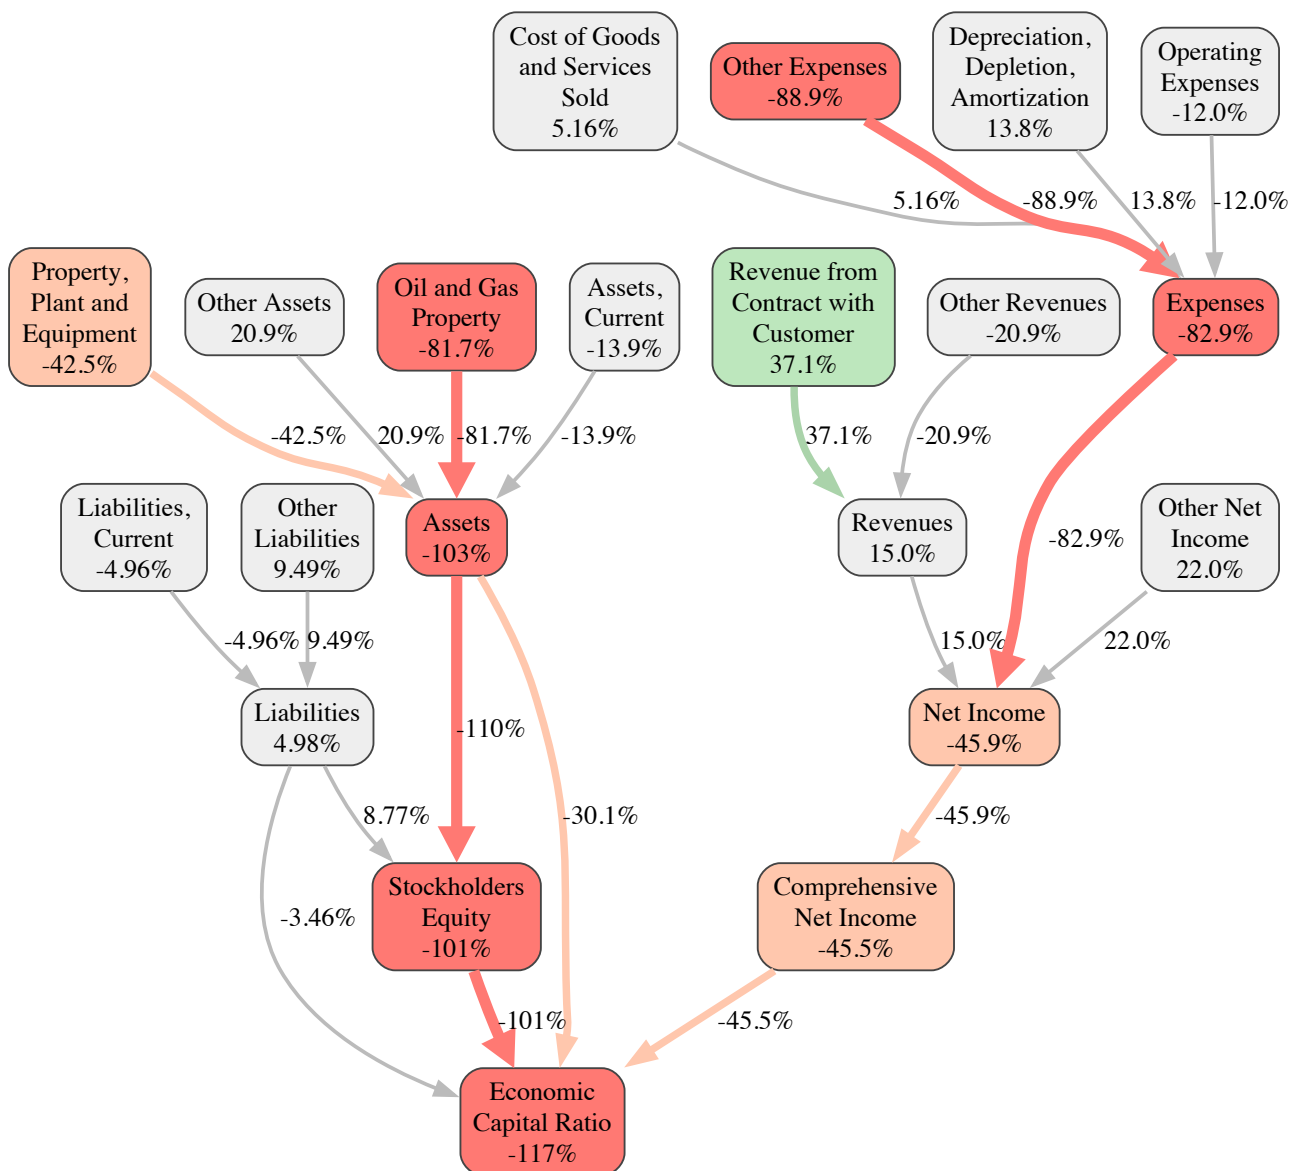 Cost of Goods
and Services
Sold
5.16%
Other Expenses
-88.9%
Depreciation,
Depletion,
Amortization
13.8%
Operating
Expenses
-12.0%
5.16%
-88.9%
13.8%
-12.0%
Property,
Plant and
Equipment
-42.5%
Other Assets
20.9%
Oil and Gas
Property
-81.7%
Assets,
Current
-13.9%
Revenue from
Contract with
Customer
37.1%
Other Revenues
-20.9%
Expenses
-82.9%
-42.5%
20.9%
-81.7%
-13.9%
37.1%
-20.9%
Liabilities,
Current
-4.96%
Other
Liabilities
9.49%
Assets
-103%
Revenues
15.0%
-82.9%
Other Net
Income
22.0%
-4.96%
9.49%
15.0%
22.0%
Liabilities
4.98%
-110%
Net Income
-45.9%
8.77%
-30.1%
-45.9%
-3.46%
Stockholders
Equity
-101%
Comprehensive
Net Income
-45.5%
-101%
-45.5%
Economic
Capital Ratio
-117%